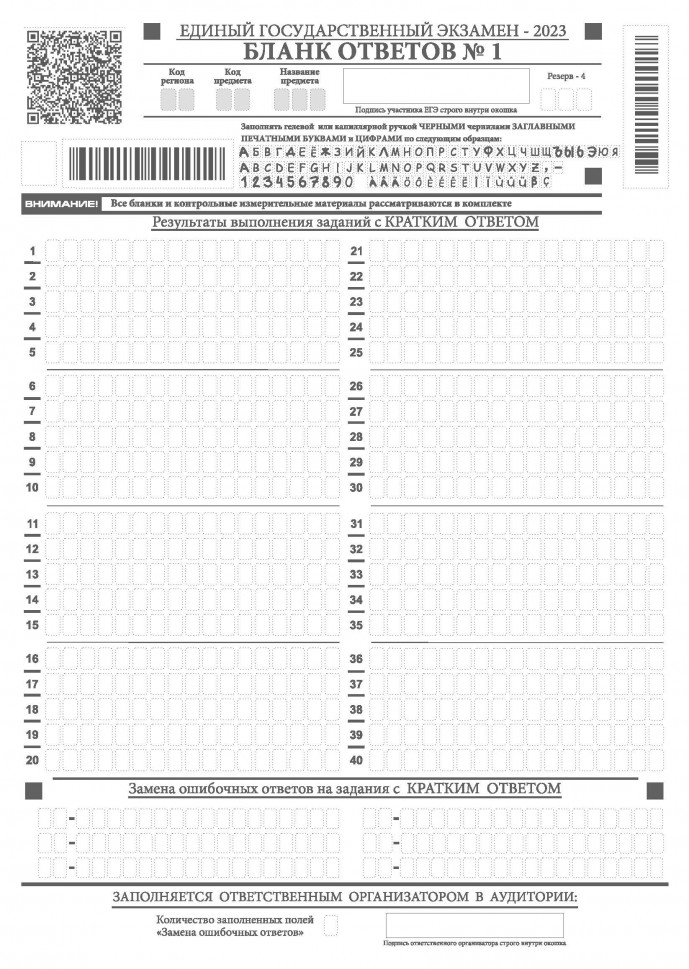 ЕДИНЫЙ ГОСУДАРСТВЕННЫЙ ЭКЗАМЕН - 2023
БЛАНК ОТВЕТОВ № 1
Код региона
Код предмета
Название предмета
Резерв - 4
Подпись участника ЕГЭ строго внутри окошка
Заполнять гелевой или капиллярной ручкой ЧЕРНЫМИ чернилами ЗАГЛАВНЫМИ
ПЕЧАТНЫМИ БУКВАМИ и ЦИФРАМИ по следующим образцам:
АБВГДЕЁЖЗИЙКЛМНОПРСТУФХЦЧШЩЪЫЬЭЮЯ
ABCDEFGHIJKLMNOPQRSTUVWXYZ,-
1234567890
ВНИМАНИЕ! Все бланки и контрольные измерительные материалы рассматриваются в комплекте
Результаты выполнения заданий с КРАТКИМ ОТВЕТОМ
1 21
2 22
3 23
4 24
5 25
6 26
7 27
8 28
9 29
10 30
11 31
12 32
13 33
14 34
15 35
16 36
17 37
18 38
19 39
20 40
Замена ошибочных ответов на задания с КРАТКИМ ОТВЕТОМ
- -
- -
- -
ЗАПОЛНЯЕТСЯ ОТВЕТСТВЕННЫМ ОРГАНИЗАТОРОМ В АУДИТОРИИ:
Количество заполненных полей
«Замена ошибочных ответов»
Подпись ответственного организатора строго внутри окошка